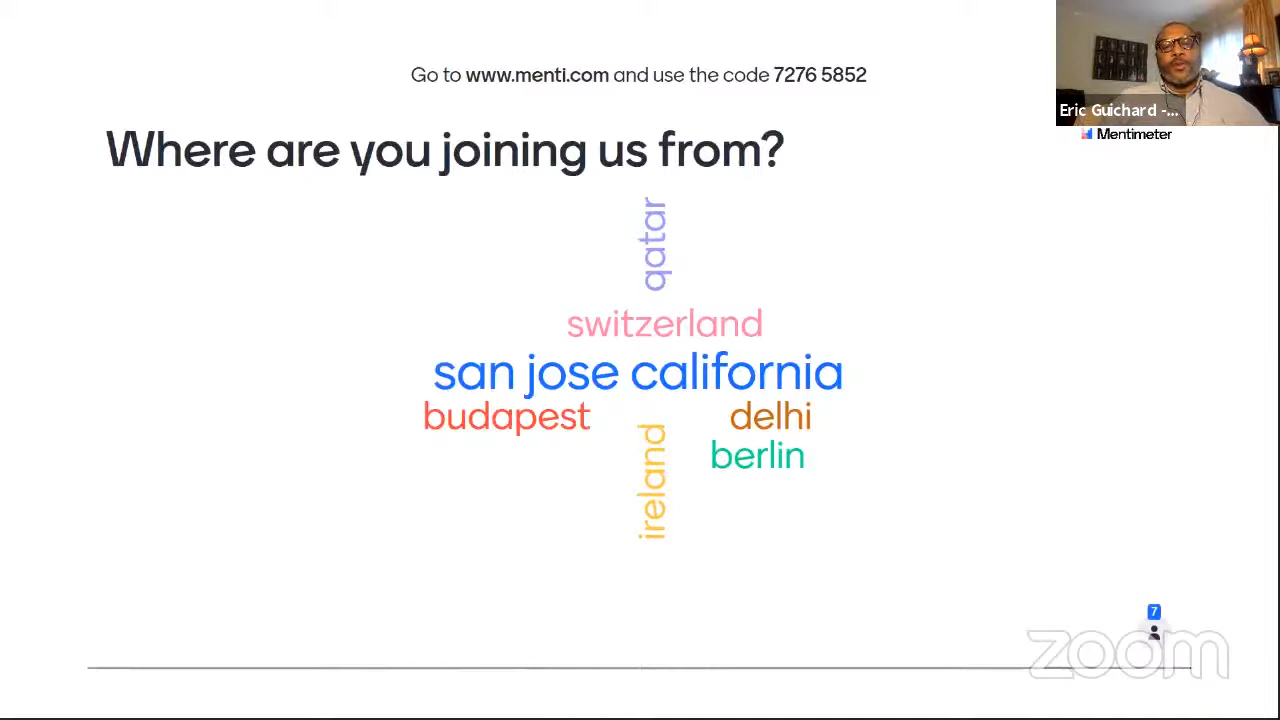 Go to www.menti.com and use the code 7276 5852
Eric Guichard -...
Mentimeter
Where are you joining us from?
qatar
switzerland
san jose california
budapest
delhi
berlin
ireland
7
zoom